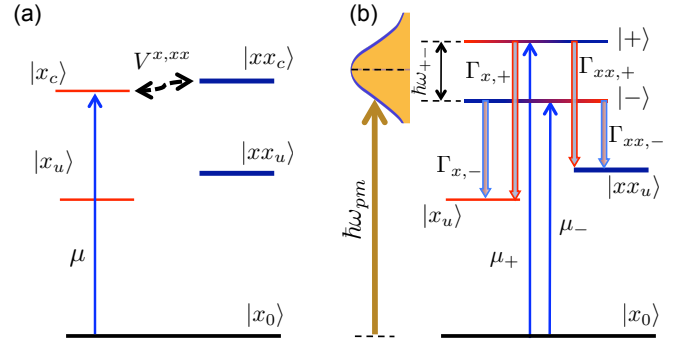 (a)
V^{x,xx}
|xx_c⟩
|x_c⟩
|xx_u⟩
|x_u⟩
μ
|x_0⟩
(b)
|+⟩
ħω_{+-}
Γ_{x,+}
Γ_{xx,+}
|-⟩
Γ_{x,-}
Γ_{xx,-}
|xx_u⟩
|x_u⟩
ħω_{pm}
μ_+
μ_-
|x_0⟩